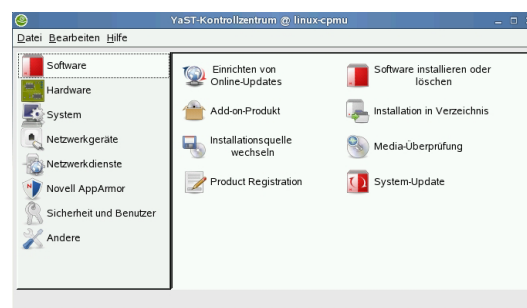 YaST-Kontrollzentrum @ linux-cpmu
Datei Bearbeiten Hilfe
Software
Hardware
System
Netzwerkgeräte
Netzwerkdienste
Novell AppArmor
Sicherheit und Benutzer
Andere
Einrichten von
Online-Updates
Software installieren oder
löschen
Add-on-Produkt
Installation in Verzeichnis
Installationsquelle
wechseln
Media-Überprüfung
Product Registration
System-Update